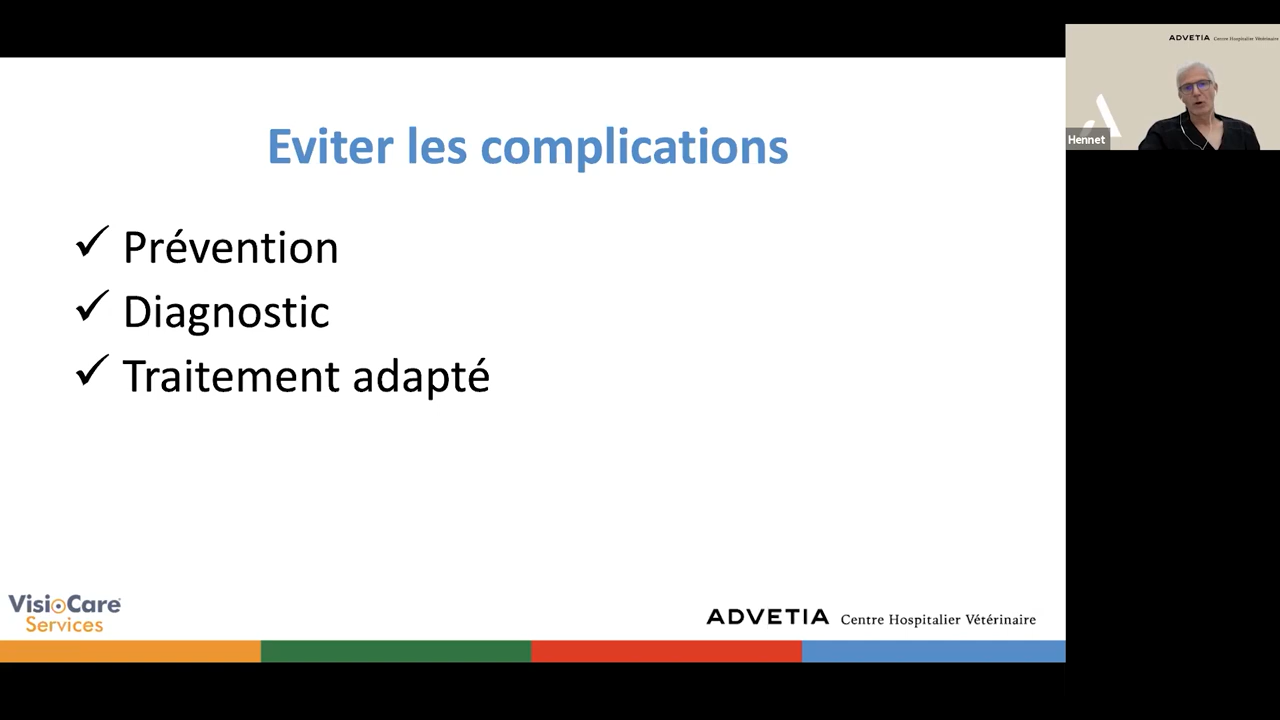 Eviter les complications
✓ Prévention
✓ Diagnostic
✓ Traitement adapté
VisioCare
Services
ADVETIA Centre Hospitalier Vétérinaire
ADVETIA Centre Hospitalier Vétérinaire
Hennet